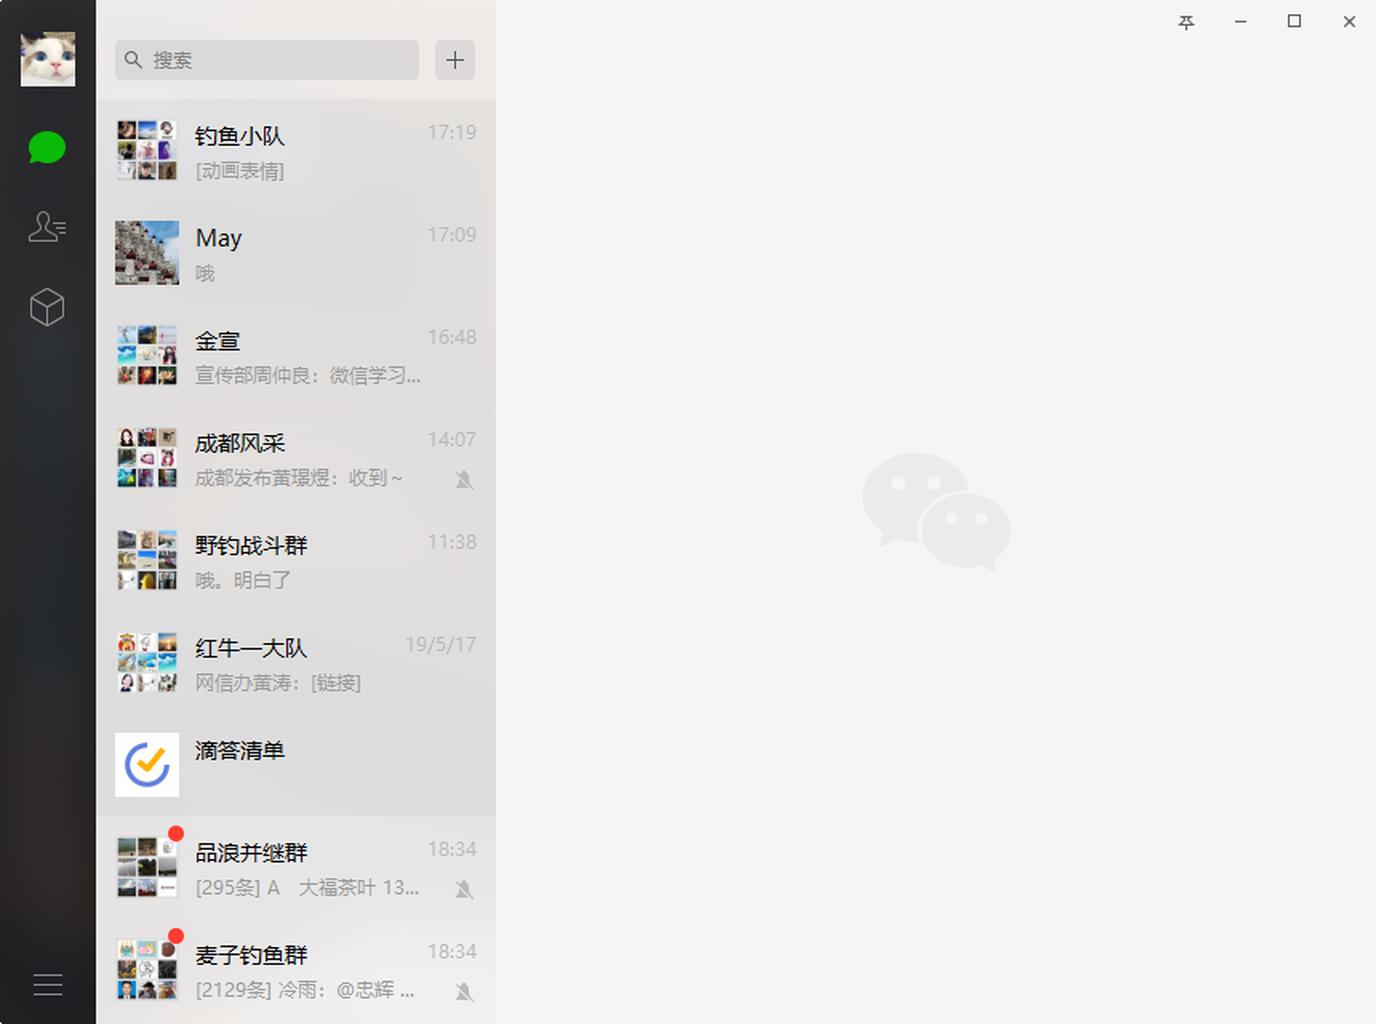 搜索
钓鱼小队
17:19
[动画表情]
May
17:09
哦
金宣
16:48
宣传部周仲良：微信学习...
成都风采
14:07
成都发布黄璟煜：收到~
野钓战斗群
11:38
哦。明白了
红牛一大队
19/5/17
网信办黄涛：[链接]
滴答清单
品浪并继群
18:34
[295条] A　大福茶叶 13...
麦子钓鱼群
18:34
[2129条] 冷雨：@忠辉 ...